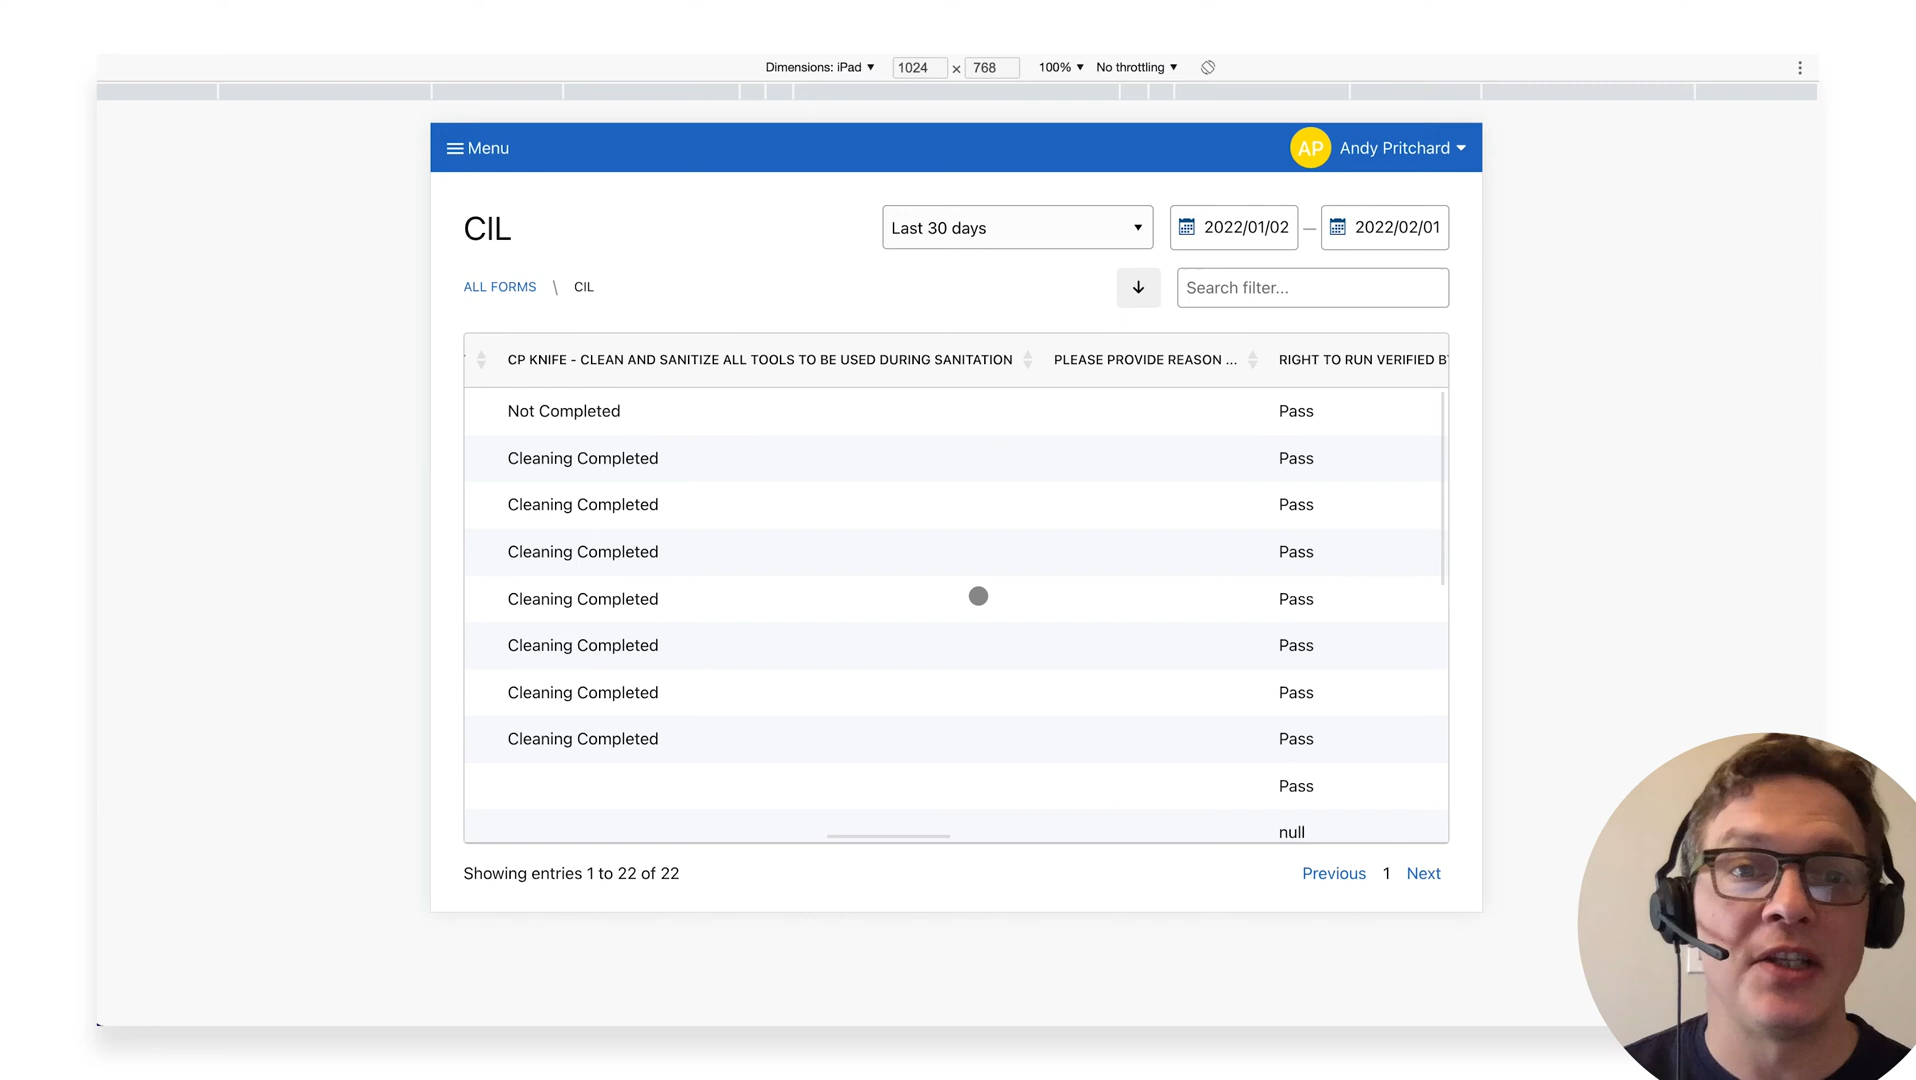 Dimensions: iPad 1024 × 768 100% No throttling
Menu AP Andy Pritchard
CIL Last 30 days 2022/01/02 — 2022/02/01
ALL FORMS \ CIL Search filter...
CP KNIFE - CLEAN AND SANITIZE ALL TOOLS TO BE USED DURING SANITATION PLEASE PROVIDE REASON ... RIGHT TO RUN VERIFIED BY
Not Completed Pass
Cleaning Completed Pass
Cleaning Completed Pass
Cleaning Completed Pass
Cleaning Completed Pass
Cleaning Completed Pass
Cleaning Completed Pass
Cleaning Completed Pass
Pass
null
Showing entries 1 to 22 of 22 Previous 1 Next